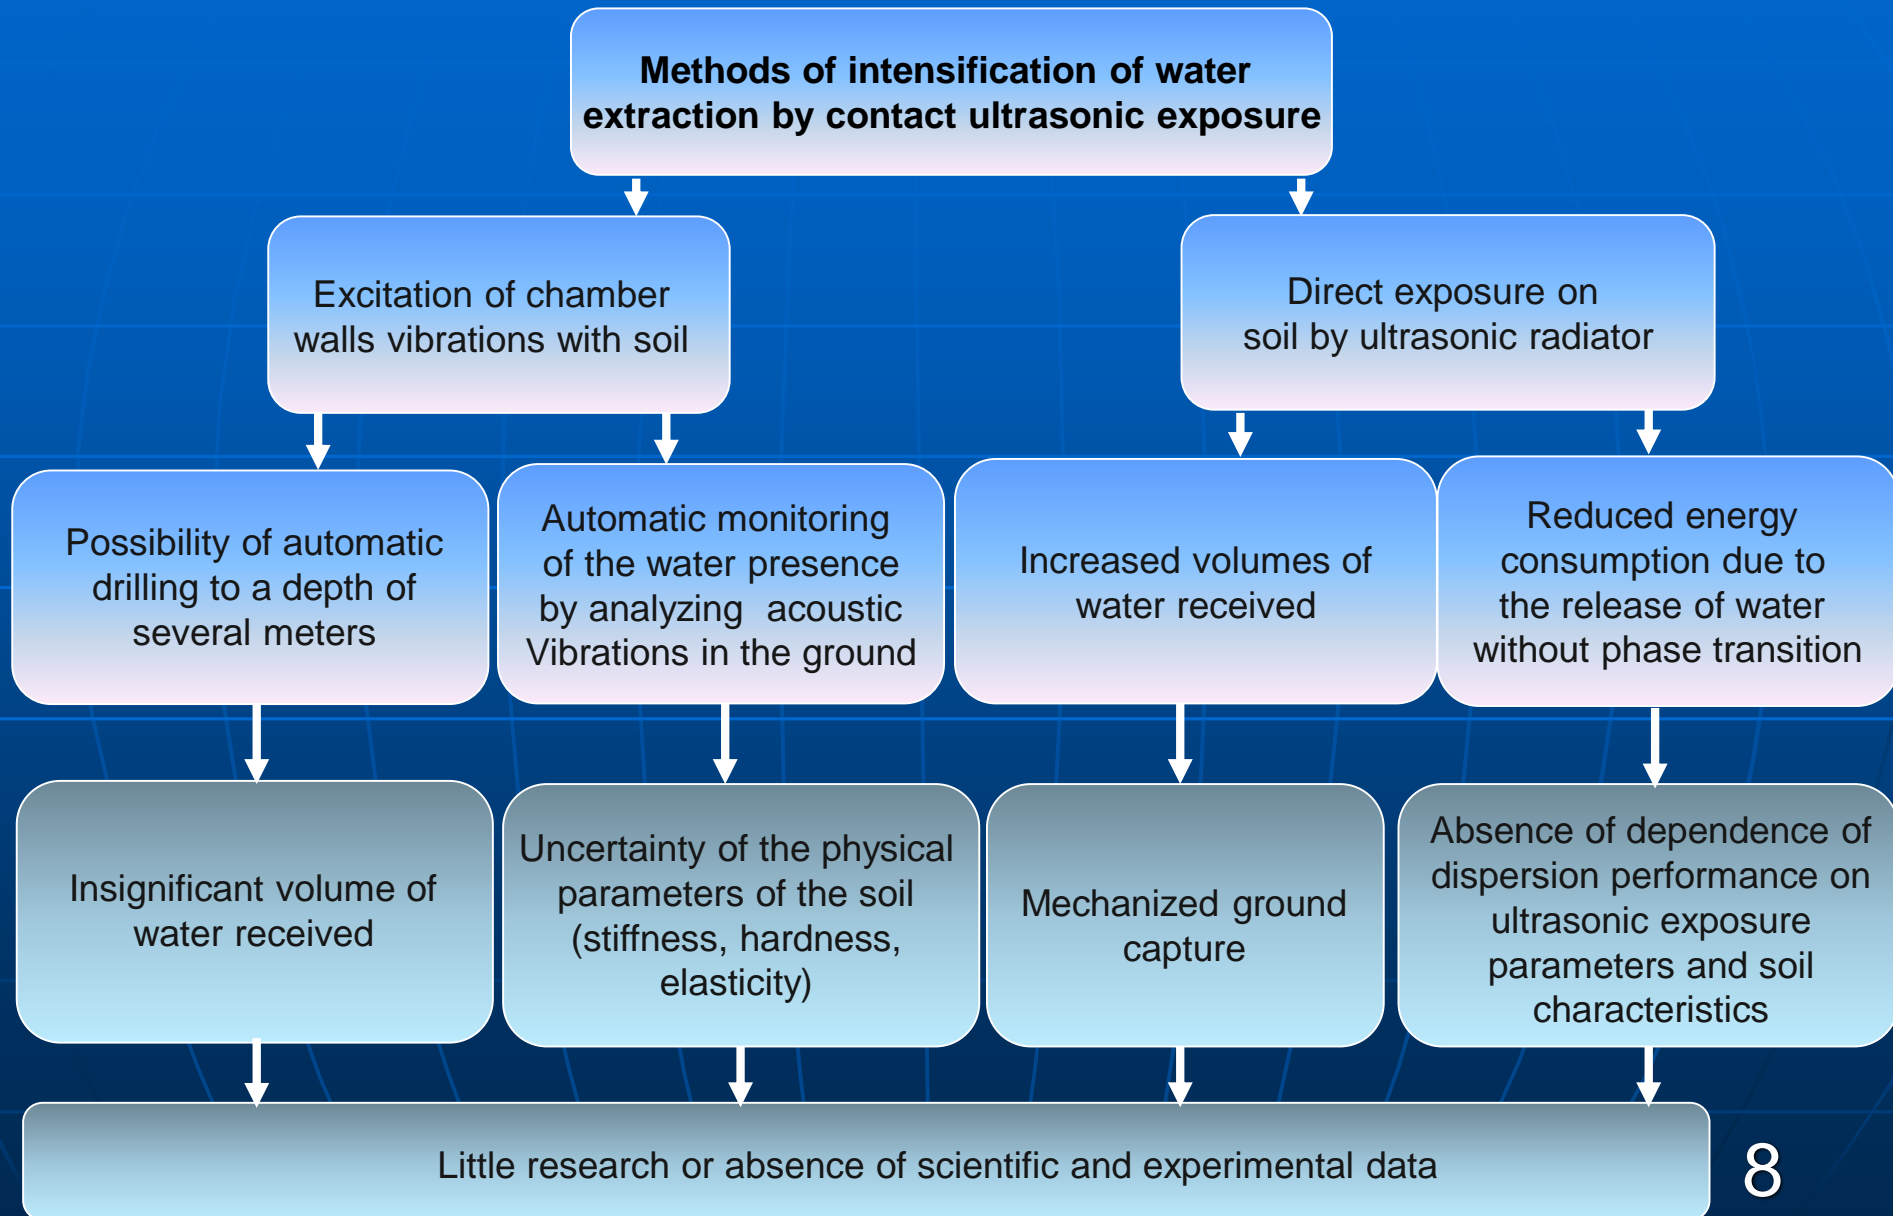 Methods of intensification of water
extraction by contact ultrasonic exposure
Excitation of chamber
walls vibrations with soil
Direct exposure on
soil by ultrasonic radiator
Possibility of automatic
drilling to a depth of
several meters
Automatic monitoring
of the water presence
by analyzing acoustic
Vibrations in the ground
Increased volumes of
water received
Reduced energy
consumption due to
the release of water
without phase transition
Insignificant volume of
water received
Uncertainty of the physical
parameters of the soil
(stiffness, hardness,
elasticity)
Mechanized ground
capture
Absence of dependence of
dispersion performance on
ultrasonic exposure
parameters and soil
characteristics
Little research or absence of scientific and experimental data
8